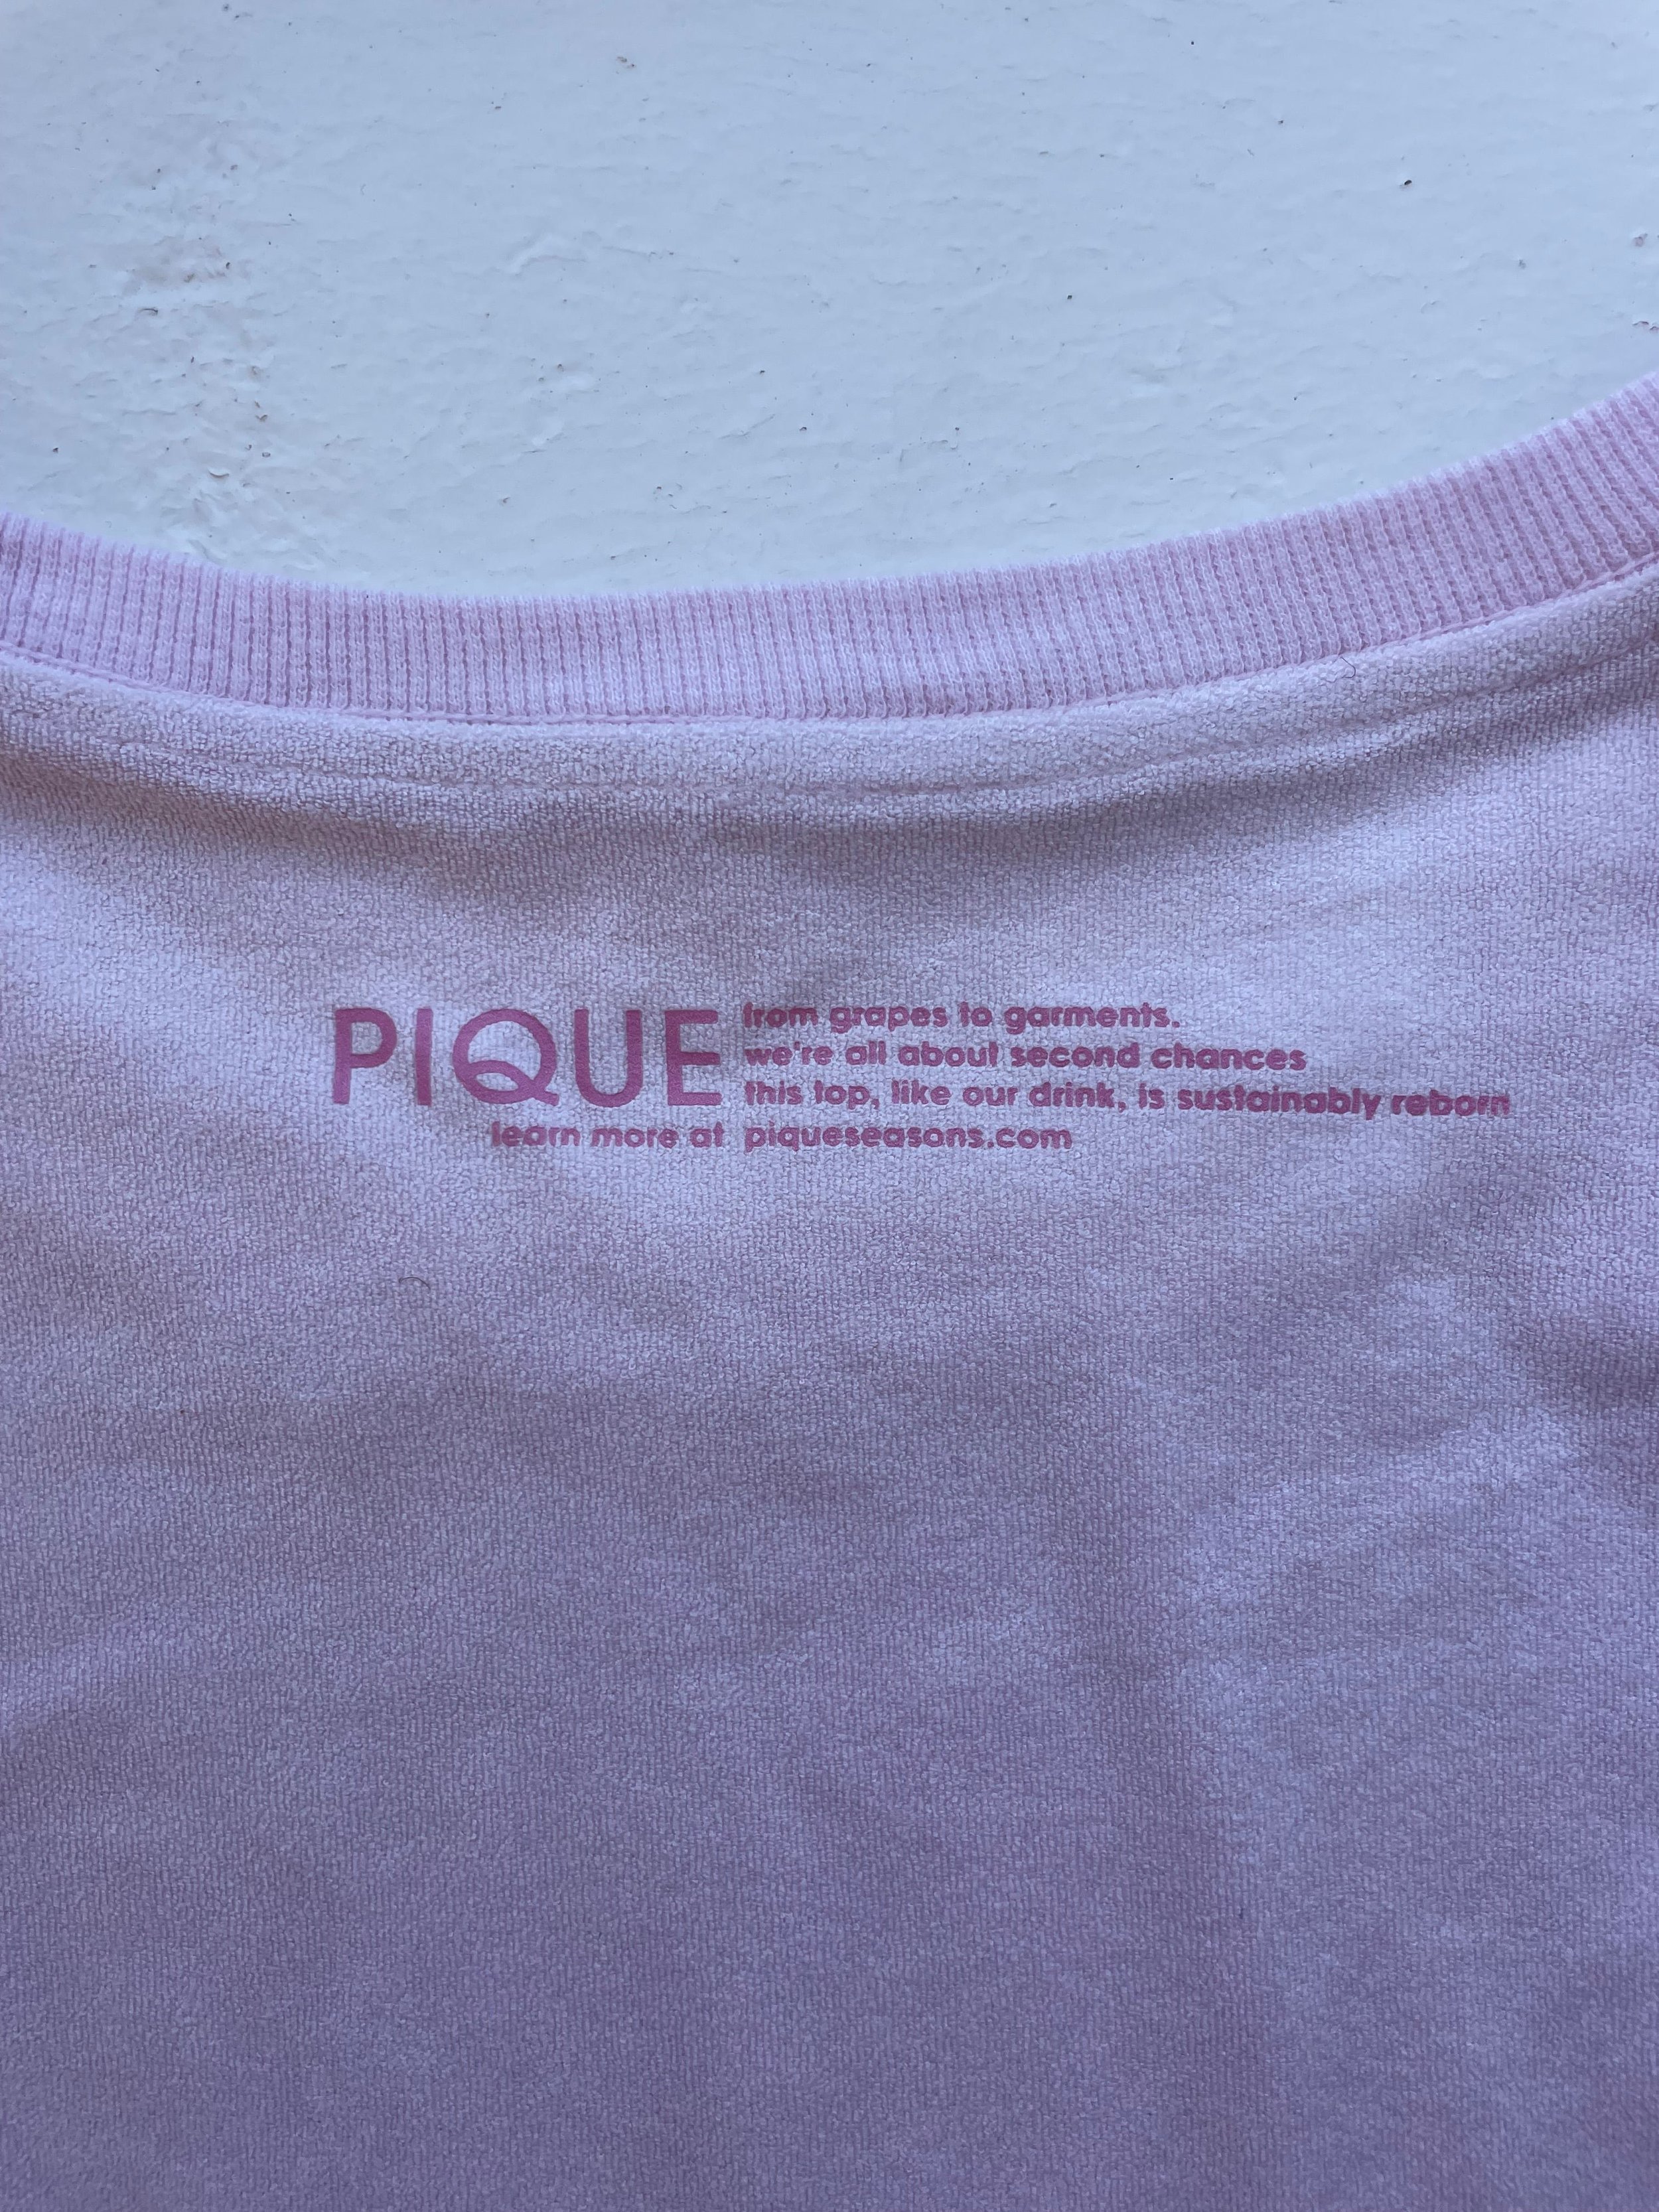 PIQUE
from grapes to garments.
we're all about second chances
this top, like our drink, is sustainably reborn
learn more at piqueseasons.com